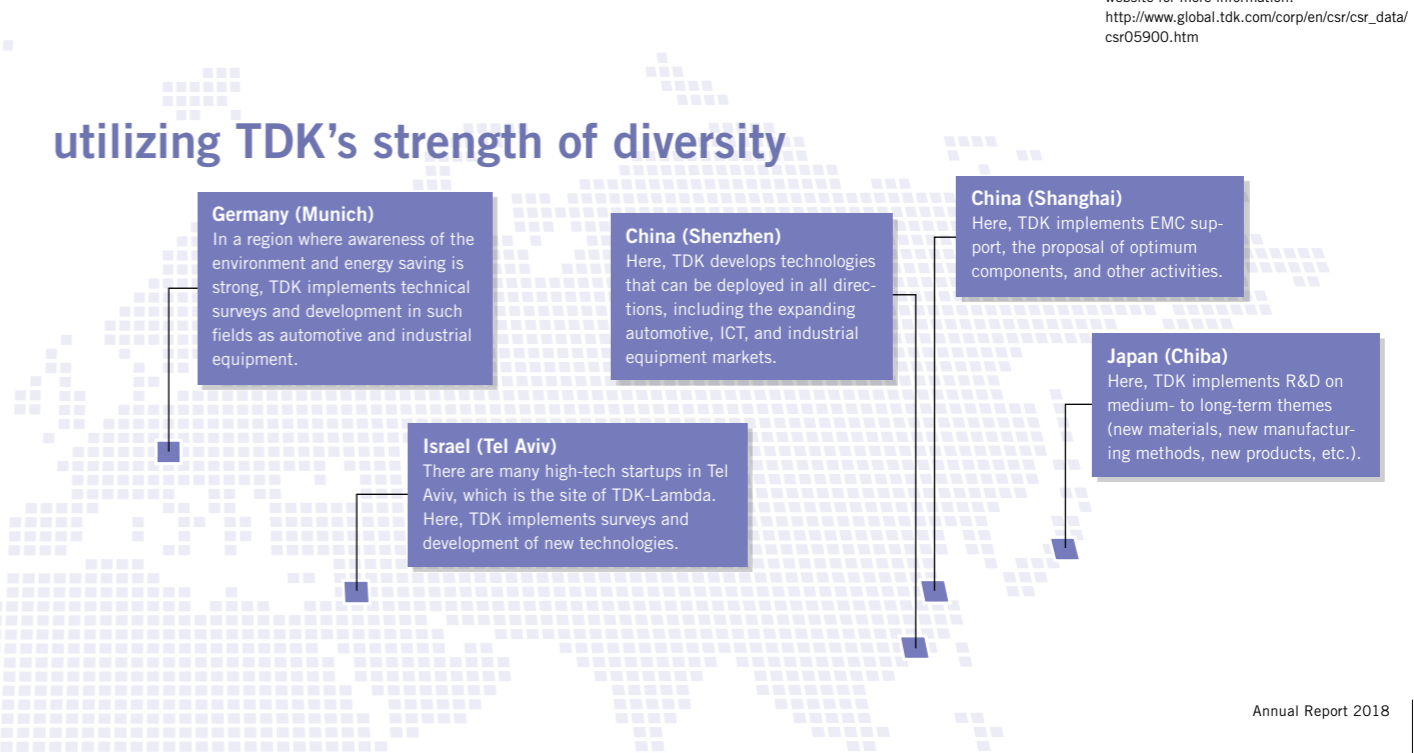 website for more information.
http://www.global.tdk.com/corp/en/csr/csr_data/
csr05900.htm
utilizing TDK’s strength of diversity
Germany (Munich)
In a region where awareness of the
environment and energy saving is
strong, TDK implements technical
surveys and development in such
fields as automotive and industrial
equipment.
China (Shenzhen)
Here, TDK develops technologies
that can be deployed in all direc-
tions, including the expanding
automotive, ICT, and industrial
equipment markets.
China (Shanghai)
Here, TDK implements EMC sup-
port, the proposal of optimum
components, and other activities.
Japan (Chiba)
Here, TDK implements R&D on
medium- to long-term themes
(new materials, new manufactur-
ing methods, new products, etc.).
Israel (Tel Aviv)
There are many high-tech startups in Tel
Aviv, which is the site of TDK-Lambda.
Here, TDK implements surveys and
development of new technologies.
Annual Report 2018